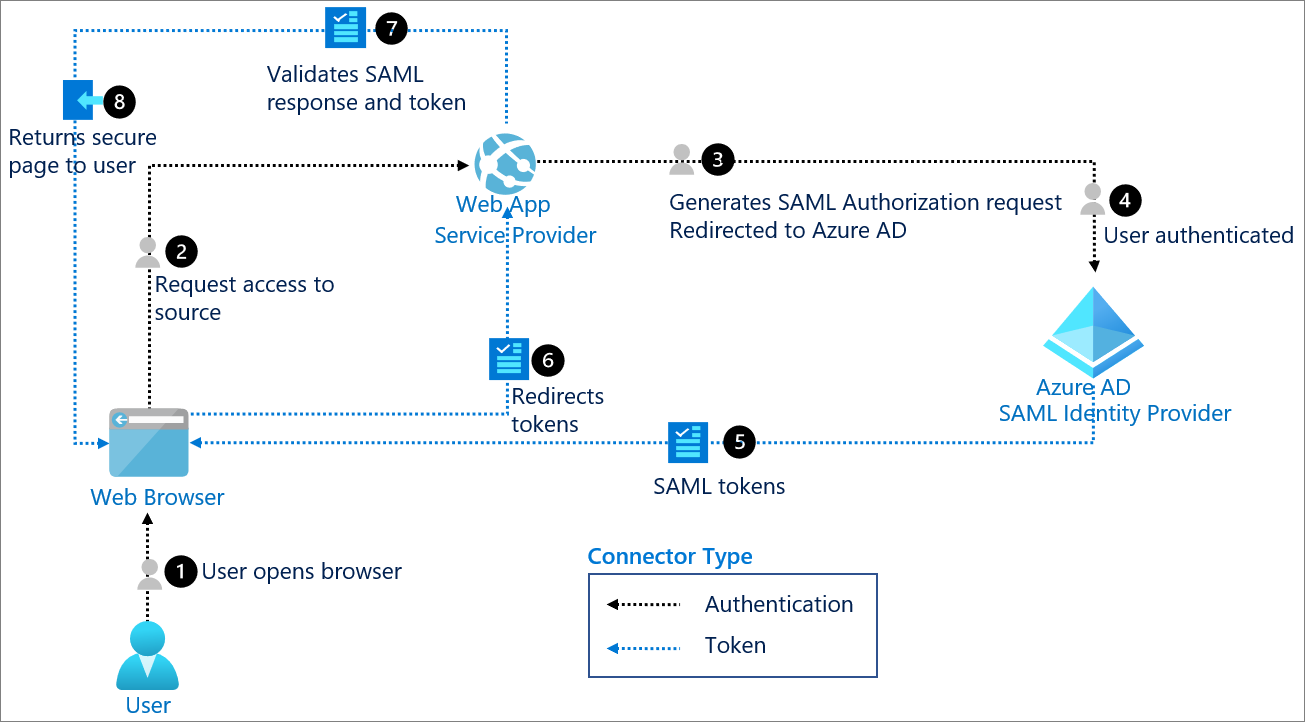 7
Validates SAML
response and token
8
Returns secure
page to user
3
Generates SAML Authorization request
Redirected to Azure AD
4
User authenticated
Web App
Service Provider
2
Request access to
source
6
Redirects
tokens
Azure AD
SAML Identity Provider
5
SAML tokens
Web Browser
1
User opens browser
User
Connector Type
Authentication
Token